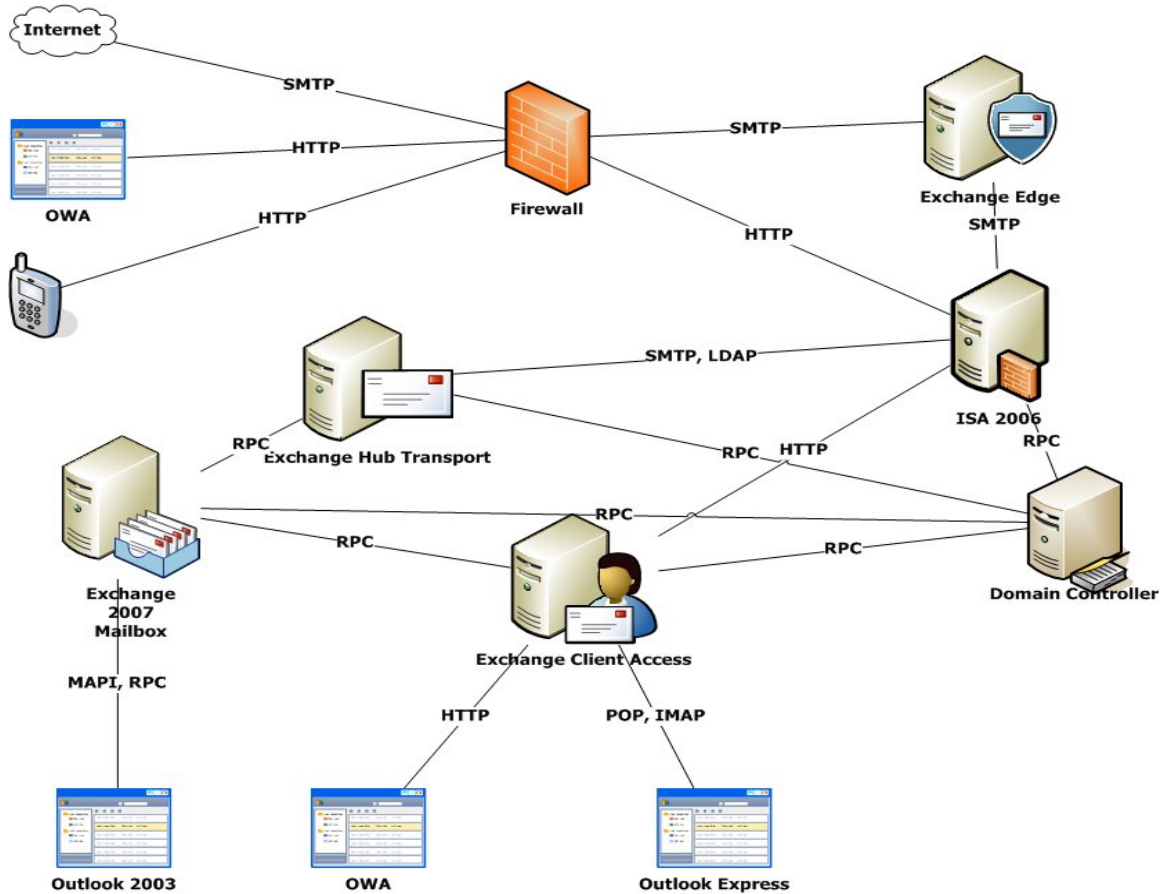 Internet
SMTP
SMTP
HTTP
OWA
Firewall
Exchange Edge
HTTP
SMTP
HTTP
SMTP, LDAP
ISA 2006
RPC
Exchange Hub Transport
RPC
HTTP
RPC
RPC
RPC
RPC
Exchange
2007
Mailbox
Domain Controller
Exchange Client Access
MAPI, RPC
HTTP
POP, IMAP
Outlook 2003
OWA
Outlook Express